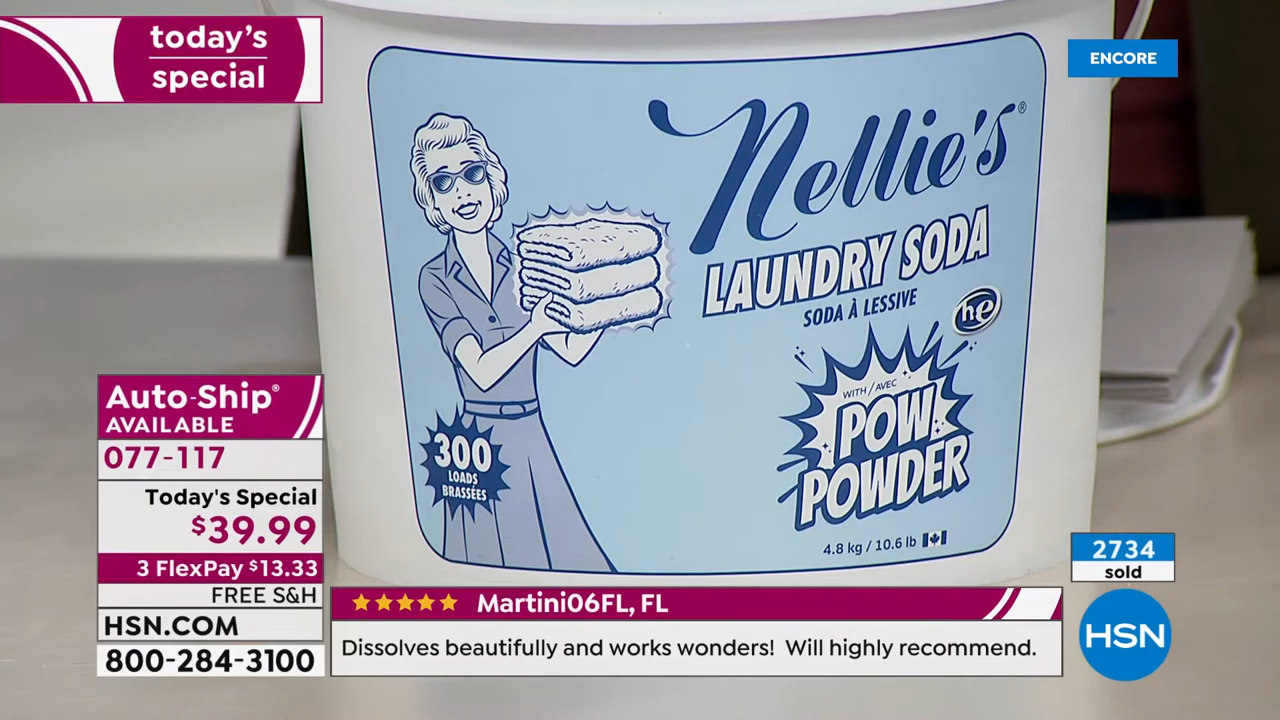 today's
special
ENCORE
Nellie's®
LAUNDRY SODA
SODA À LESSIVE
he
WITH / AVEC
POW
POWDER
300
LOADS
BRASSÉES
4.8 kg / 10.6 lb
Auto-Ship®
AVAILABLE
077-117
Today's Special
$39.99
3 FlexPay $13.33
FREE S&H
HSN.COM
800-284-3100
★★★★★ Martini06FL, FL
Dissolves beautifully and works wonders! Will highly recommend.
2734
sold
HSN